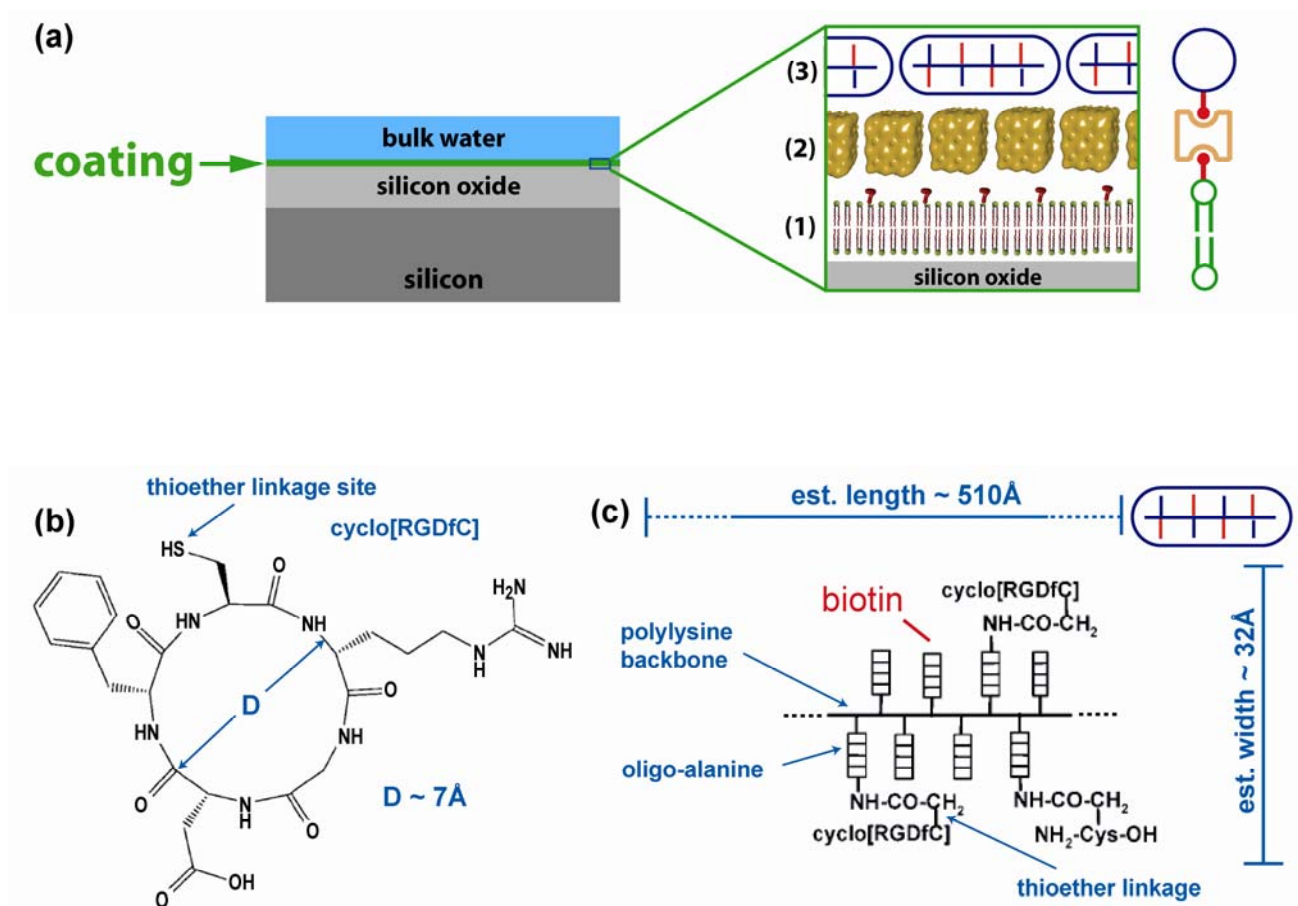 (a)
coating
bulk water
silicon oxide
silicon
(3)
(2)
(1)
silicon oxide
(b)
thioether linkage site
cyclo[RGDfC]
HS
O
H₂N
O
HN
NH
N
H
NH
D
O
NH
NH
O
N
H
O
D ~ 7Å
O
OH
(c)
est. length ~ 510Å
biotin
cyclo[RGDfC]
NH-CO-CH₂
polylysine
backbone
oligo-alanine
NH-CO-CH₂
cyclo[RGDfC]
NH-CO-CH₂
NH₂-Cys-OH
thioether linkage
est. width ~ 32Å